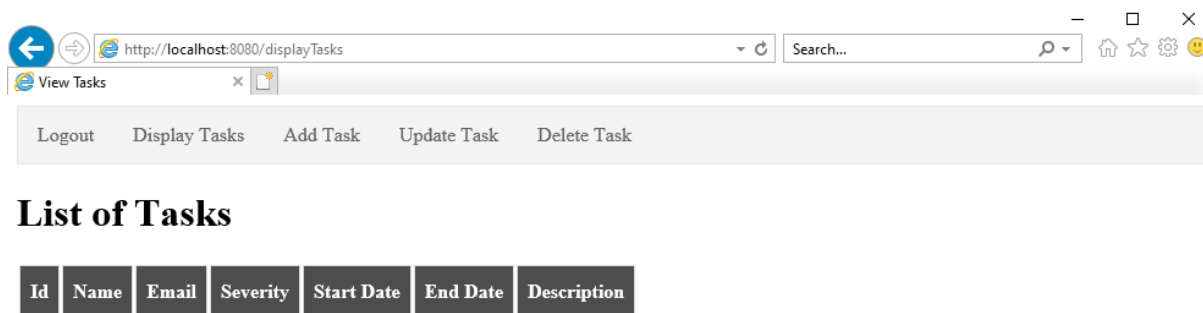 http://localhost:8080/displayTasks Search...
View Tasks
Logout Display Tasks Add Task Update Task Delete Task
List of Tasks
Id Name Email Severity Start Date End Date Description